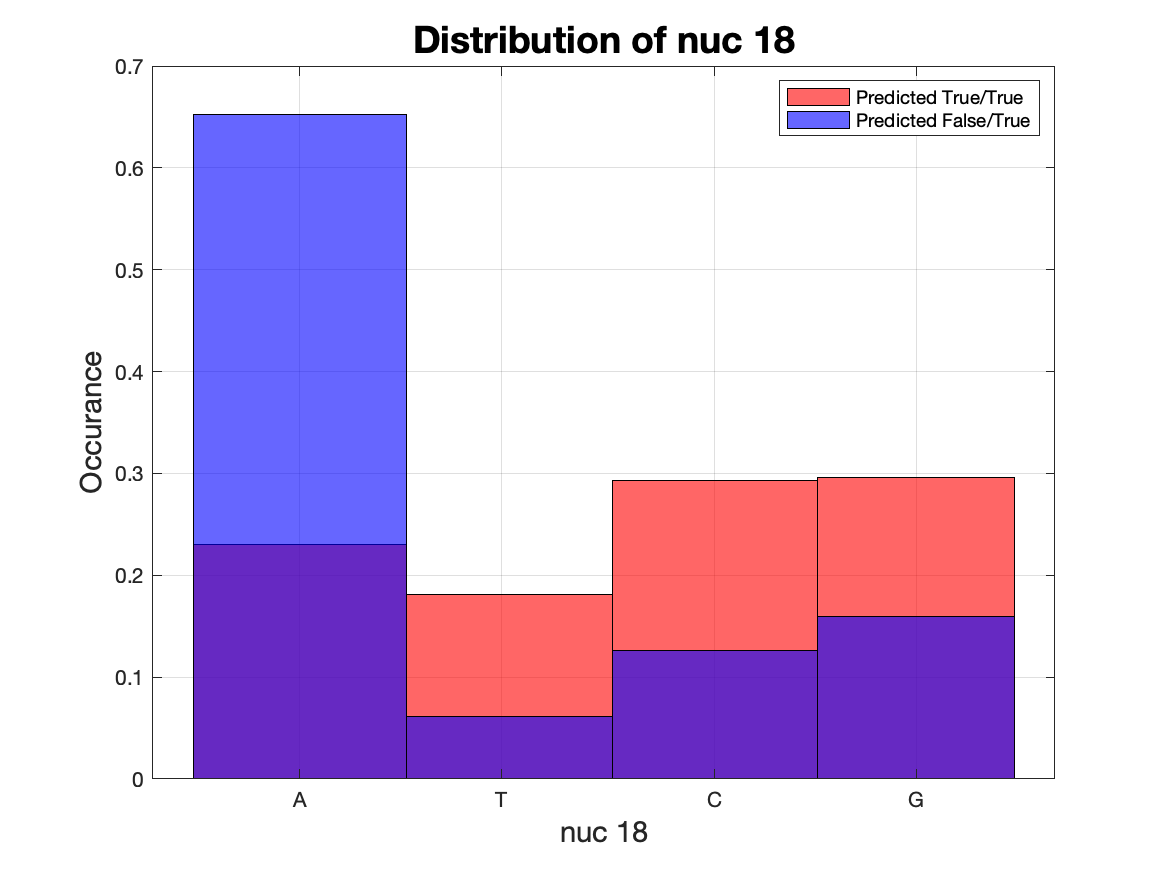 Distribution of nuc 18
Predicted True/True
Predicted False/True
0.7
0.6
0.5
0.4
0.3
0.2
0.1
0
Occurance
A T C G
nuc 18